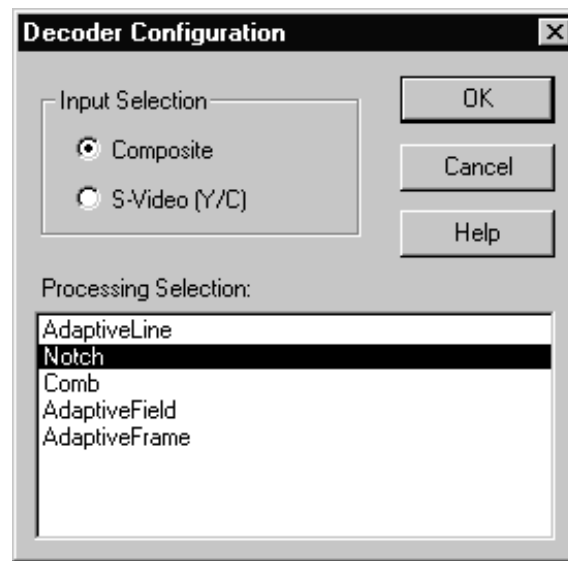 Decoder Configuration
Input Selection
Composite
S-Video (Y/C)
OK
Cancel
Help
Processing Selection:
AdaptiveLine
Notch
Comb
AdaptiveField
AdaptiveFrame